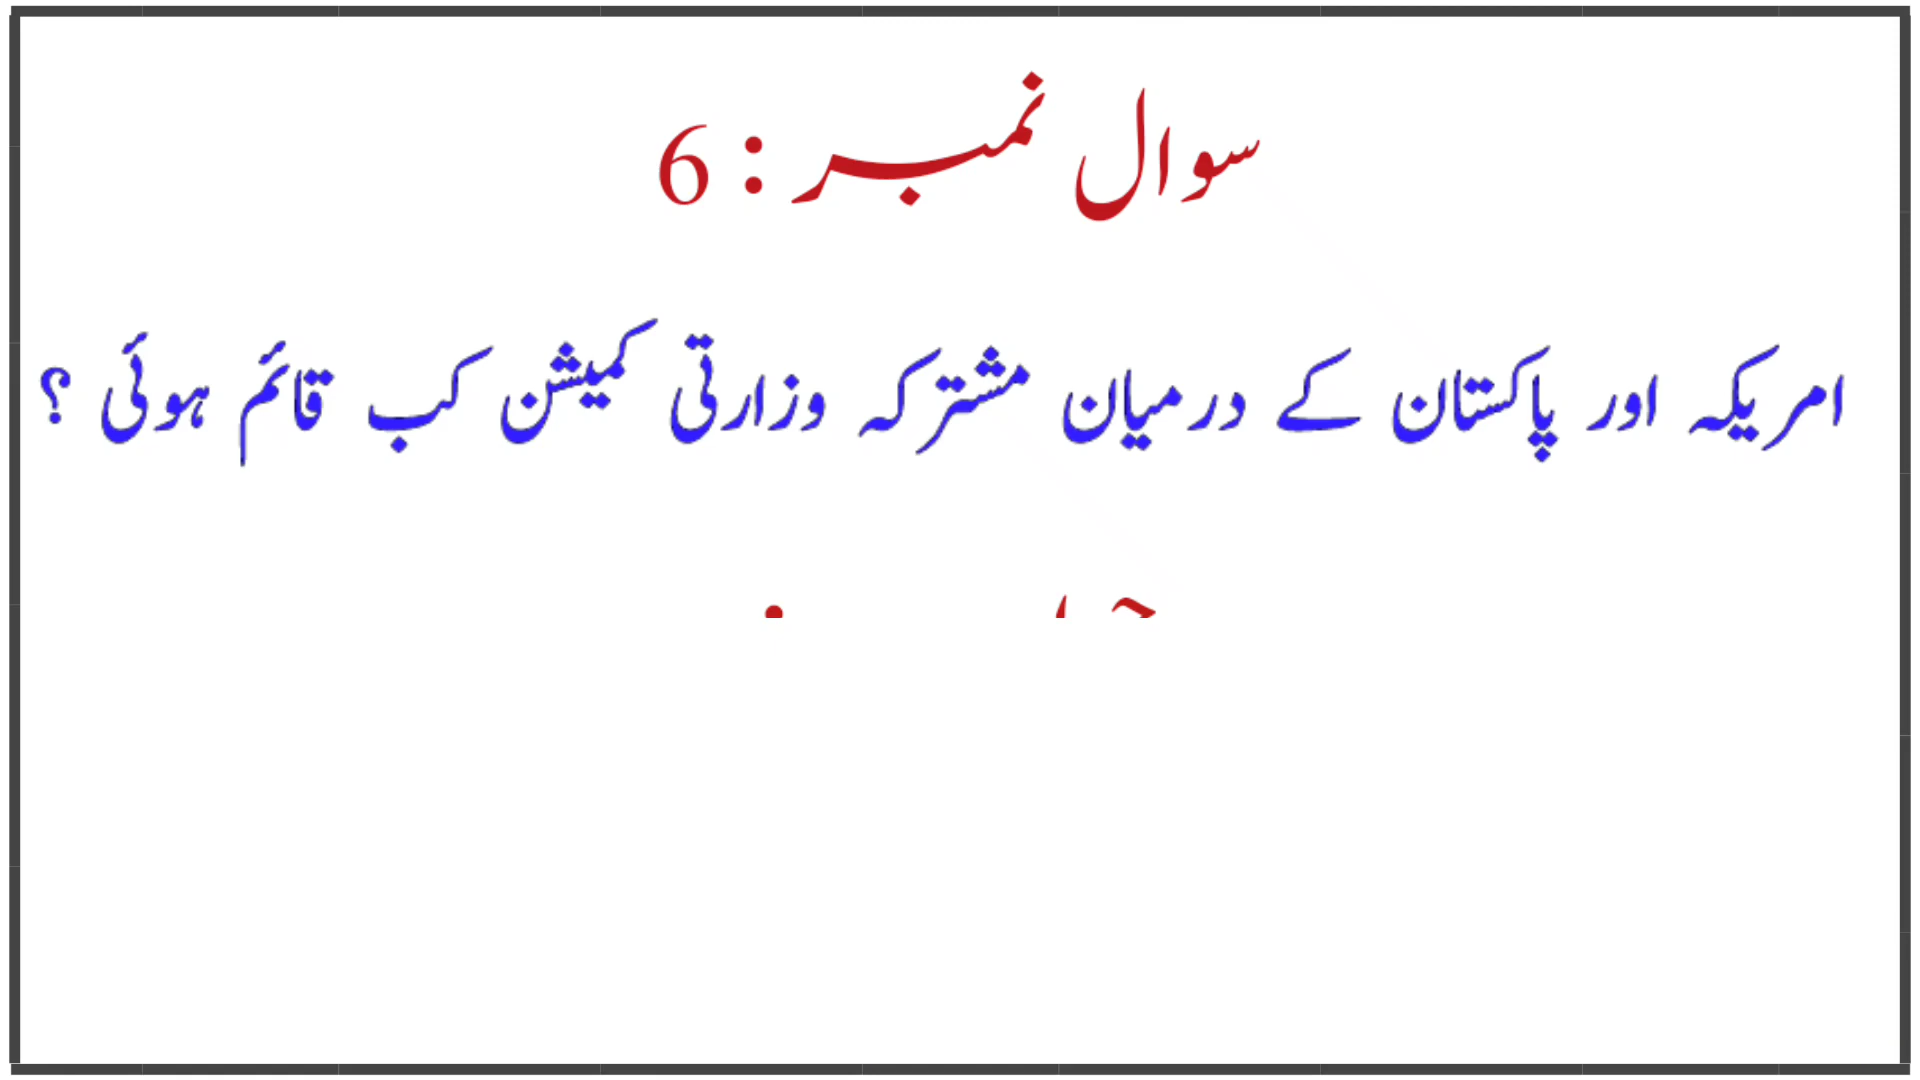 سوال نمبر : 6
امریکہ اور پاکستان کے درمیان مشترکہ وزارتی کمیشن کب قائم ہوئی ؟